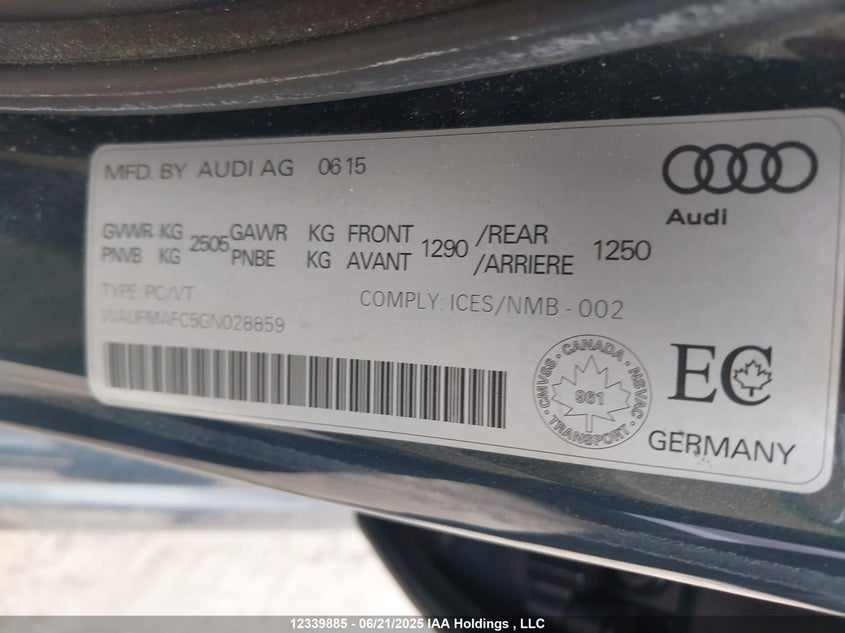 MFD. BY AUDI AG 06 15
Audi
GVWR KG 2505 GAWR KG FRONT 1290 /REAR 1250
PNVB KG PNBE KG AVANT /ARRIERE
TYPE PC/VT COMPLY: ICES/NMB - 002
WAUFMAFC5GN028859
CMVSS · CANADA · NSVAC · TRANSPORT ·
961
EC
GERMANY
12339885 - 06/21/2025 IAA Holdings , LLC